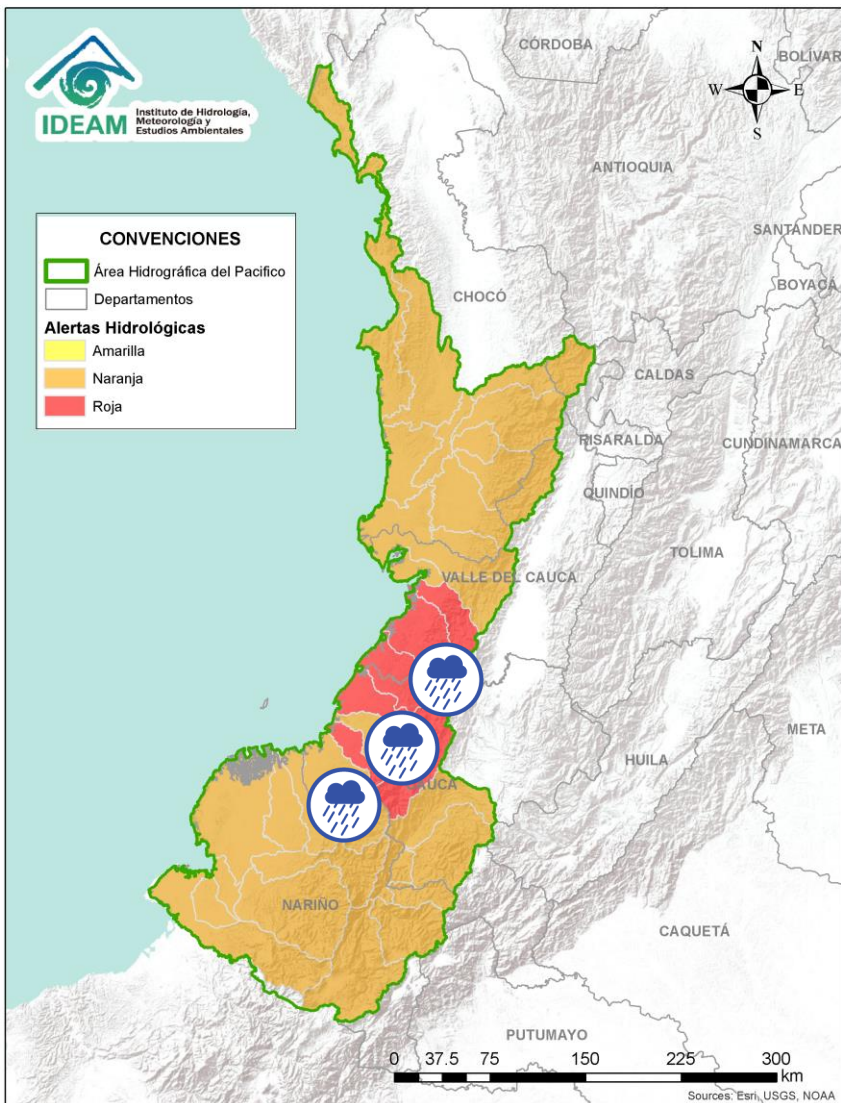 IDEAM
Instituto de Hidrología,
Meteorología y
Estudios Ambientales
CÓRDOBA
BOLÍVAR
N
W
E
S
ANTIOQUIA
SANTANDER
BOYACÁ
CONVENCIONES
Área Hidrográfica del Pacifico
Departamentos
Alertas Hidrológicas
Amarilla
Naranja
Roja
CHOCÓ
CALDAS
RISARALDA
CUNDINAMARCA
QUINDÍO
TOLIMA
VALLE DEL CAUCA
META
HUILA
AUCA
NARIÑO
CAQUETÁ
PUTUMAYO
0 37.5 75 150 225 300
km
Sources: Esri, USGS, NOAA